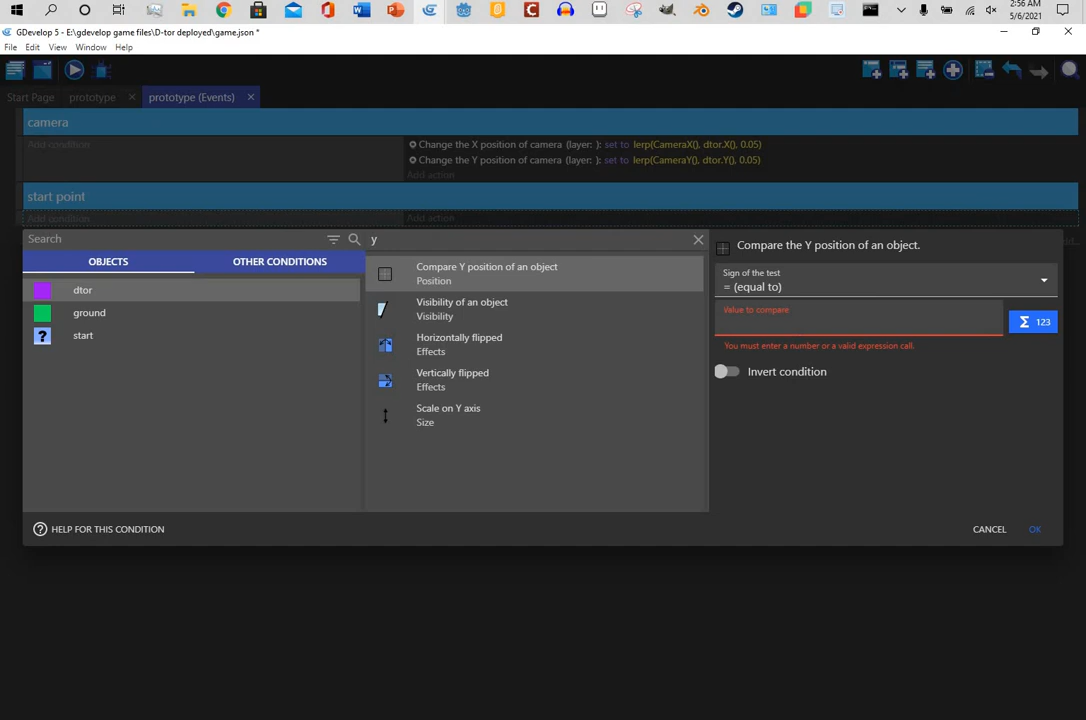 2:56 AM
5/6/2021
GDevelop 5 - E:\gdevelop game files\D-tor deployed\game.json *
File Edit View Window Help
Start Page prototype prototype (Events)
camera
Add condition
Change the X position of camera (layer: ): set to lerp(CameraX(), dtor.X(), 0.05)
Change the Y position of camera (layer: ): set to lerp(CameraY(), dtor.Y(), 0.05)
Add action
start point
Add condition
Add action
Search
OBJECTS
OTHER CONDITIONS
dtor
ground
start
y
Compare Y position of an object
Position
Visibility of an object
Visibility
Horizontally flipped
Effects
Vertically flipped
Effects
Scale on Y axis
Size
Compare the Y position of an object.
Sign of the test
= (equal to)
Value to compare
Σ 123
You must enter a number or a valid expression call.
Invert condition
HELP FOR THIS CONDITION
CANCEL
OK